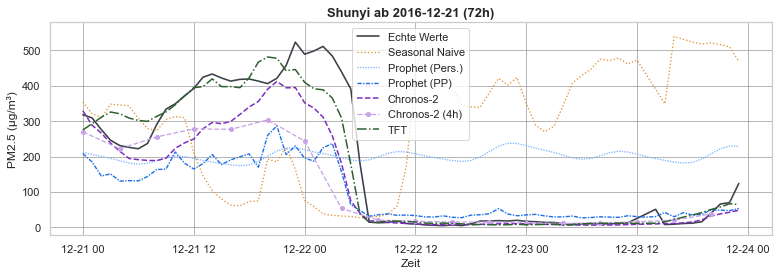 Shunyi ab 2016-12-21 (72h)
PM2.5 (µg/m³)
500
400
300
200
100
0
Echte Werte
Seasonal Naive
Prophet (Pers.)
Prophet (PP)
Chronos-2
Chronos-2 (4h)
TFT
12-21 00
12-21 12
12-22 00
12-22 12
12-23 00
12-23 12
12-24 00
Zeit